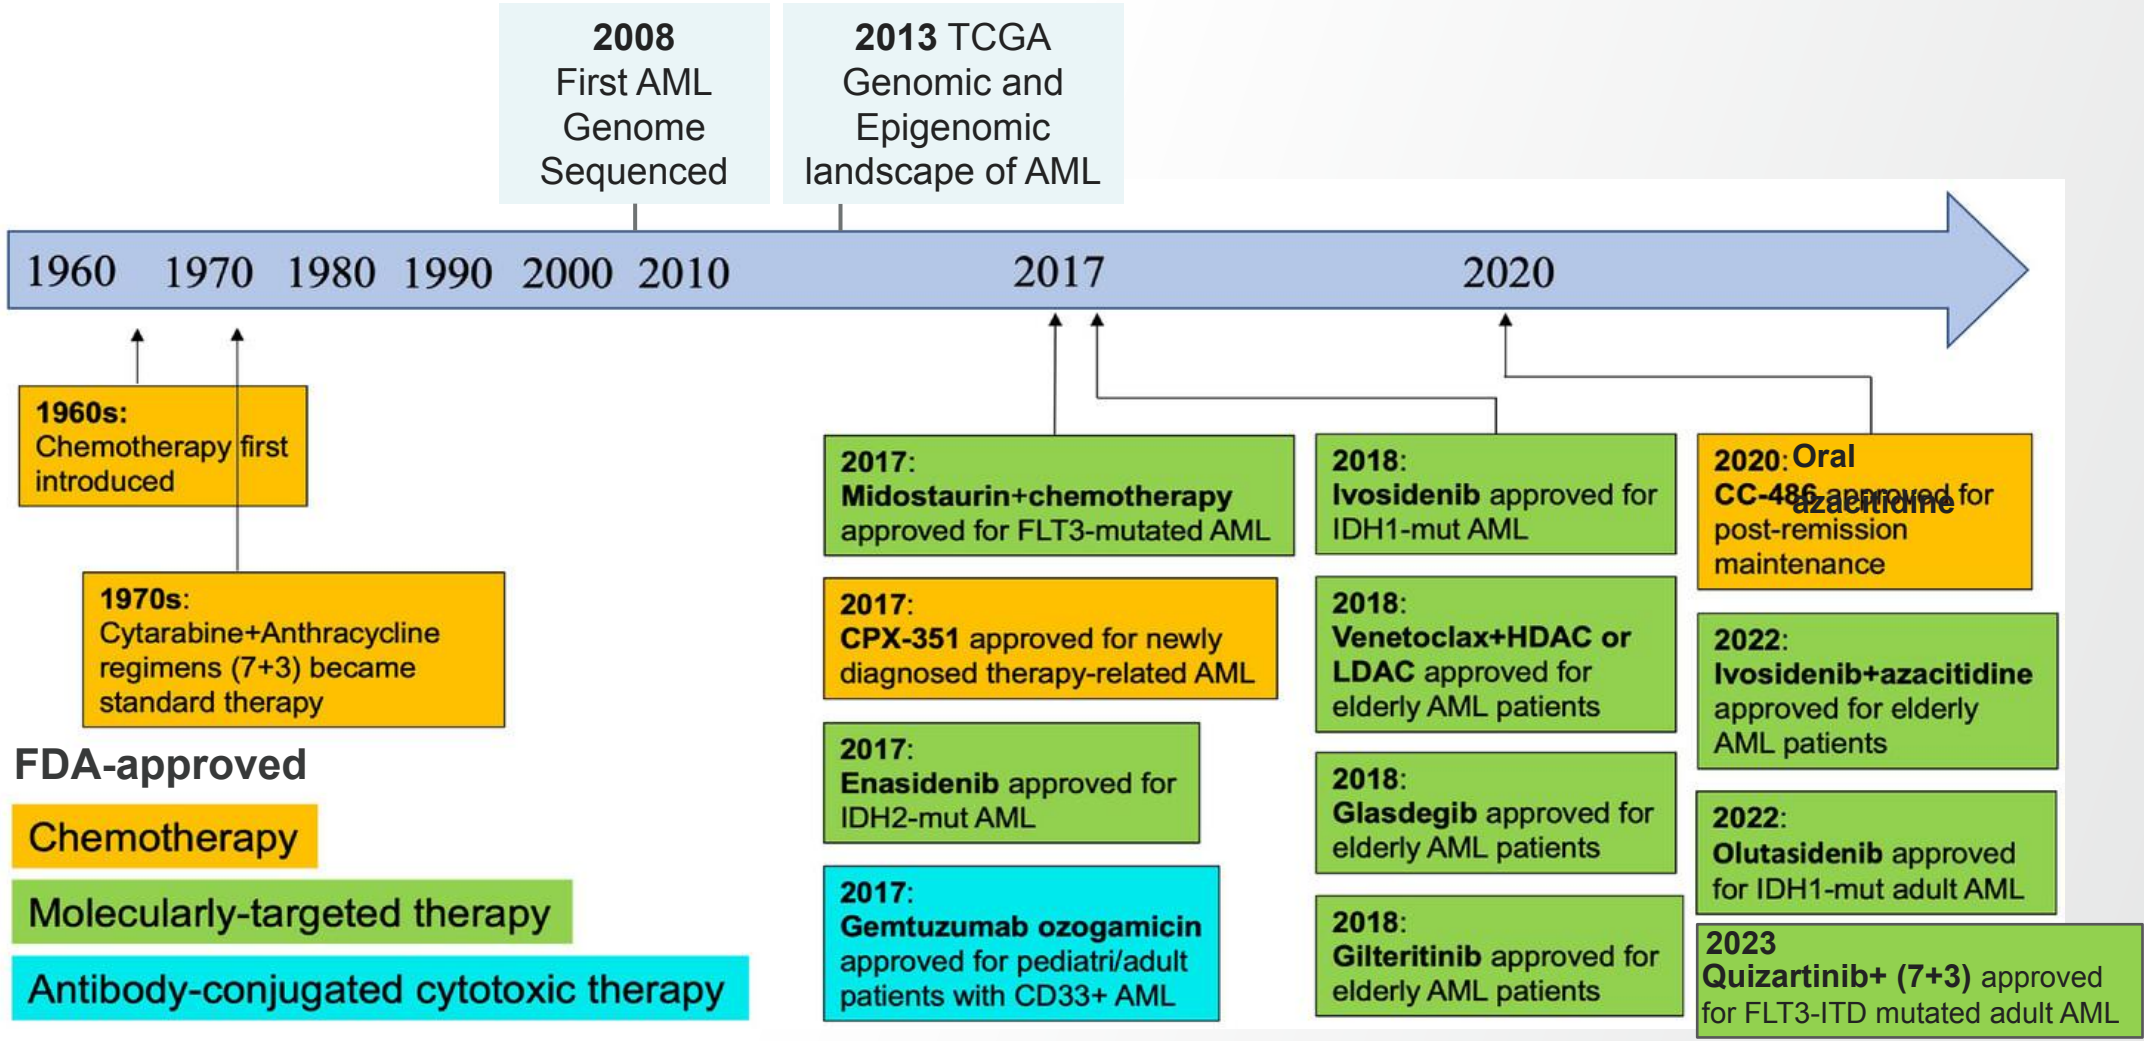 2008
First AML
Genome
Sequenced
2013 TCGA
Genomic and
Epigenomic
landscape of AML
1960 1970 1980 1990 2000 2010 2017 2020
1960s:
Chemotherapy first
introduced
1970s:
Cytarabine+Anthracycline
regimens (7+3) became
standard therapy
FDA-approved
Chemotherapy
Molecularly-targeted therapy
Antibody-conjugated cytotoxic therapy
2017:
Midostaurin+chemotherapy
approved for FLT3-mutated AML
2017:
CPX-351 approved for newly
diagnosed therapy-related AML
2017:
Enasidenib approved for
IDH2-mut AML
2017:
Gemtuzumab ozogamicin
approved for pediatri/adult
patients with CD33+ AML
2018:
Ivosidenib approved for
IDH1-mut AML
2018:
Venetoclax+HDAC or
LDAC approved for
elderly AML patients
2018:
Glasdegib approved for
elderly AML patients
2018:
Gilteritinib approved for
elderly AML patients
2020: Oral
azacitidine
CC-486 approved for
post-remission
maintenance
2022:
Ivosidenib+azacitidine
approved for elderly
AML patients
2022:
Olutasidenib approved
for IDH1-mut adult AML
2023
Quizartinib+ (7+3) approved
for FLT3-ITD mutated adult AML